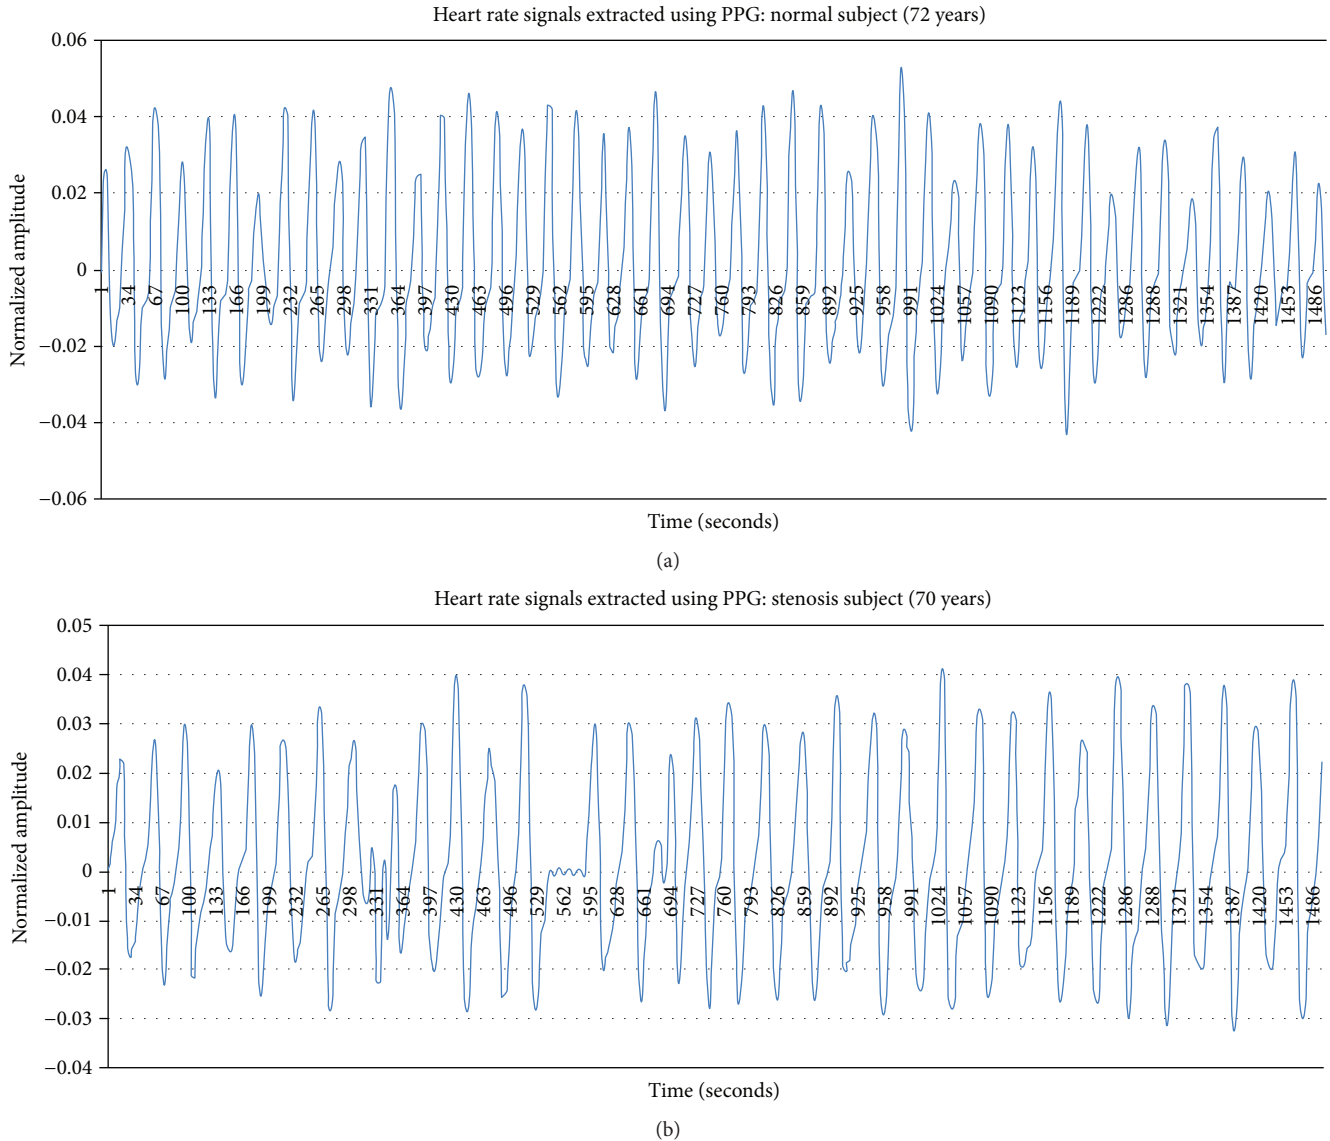 Heart rate signals extracted using PPG: normal subject (72 years)
0.06
0.04
0.02
0
−0.02
−0.04
−0.06
Normalized amplitude
1 34 67 100 133 166 199 232 265 298 331 364 397 430 463 496 529 562 595 628 661 694 727 760 793 826 859 892 925 958 991 1024 1057 1090 1123 1156 1189 1222 1286 1288 1321 1354 1387 1420 1453 1486
Time (seconds)
(a)
Heart rate signals extracted using PPG: stenosis subject (70 years)
0.05
0.04
0.03
0.02
0.01
0
−0.01
−0.02
−0.03
−0.04
Normalized amplitude
1 34 67 100 133 166 199 232 265 298 331 364 397 430 463 496 529 562 595 628 661 694 727 760 793 826 859 892 925 958 991 1024 1057 1090 1123 1156 1189 1222 1286 1288 1321 1354 1387 1420 1453 1486
Time (seconds)
(b)